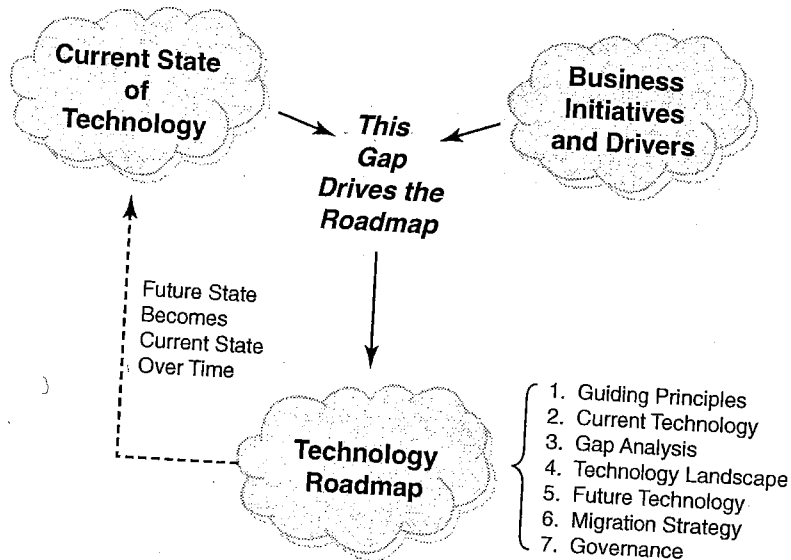 Current State
of
Technology
Business
Initiatives
and Drivers
This
Gap
Drives the
Roadmap
Future State
Becomes
Current State
Over Time
Technology
Roadmap
1. Guiding Principles
2. Current Technology
3. Gap Analysis
4. Technology Landscape
5. Future Technology
6. Migration Strategy
7. Governance